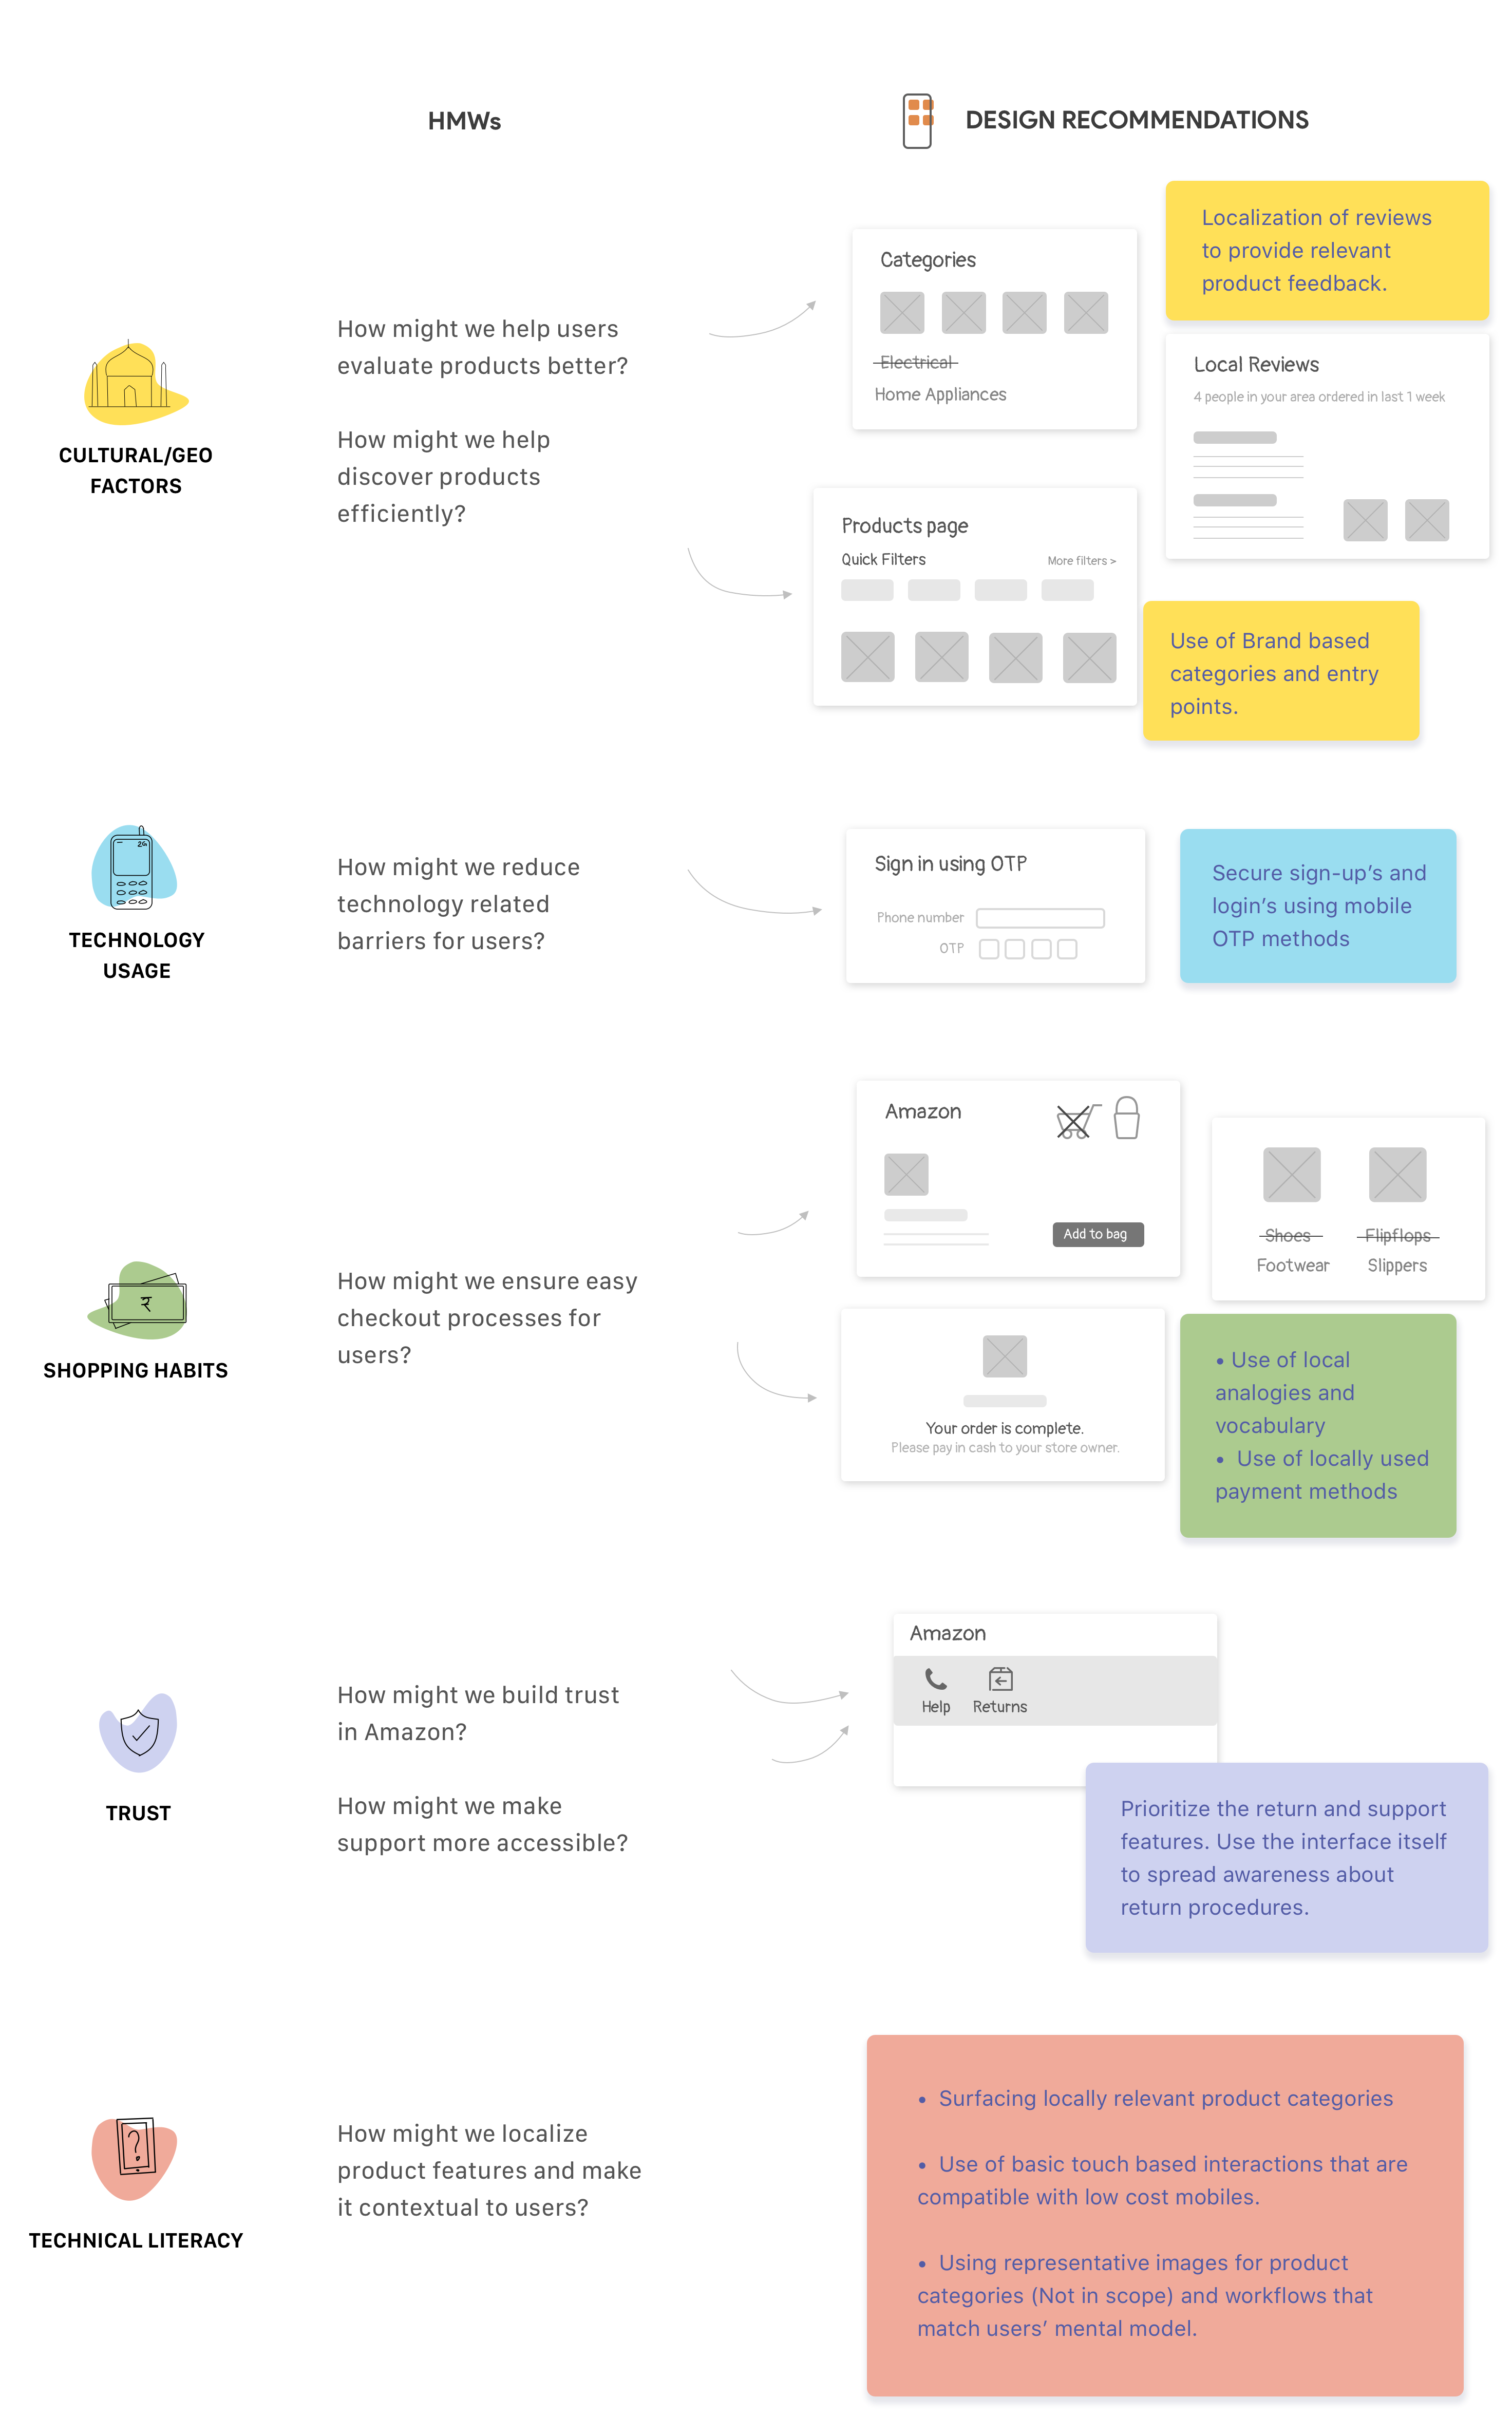 HMWs
DESIGN RECOMMENDATIONS
CULTURAL/GEO
FACTORS
How might we help users
evaluate products better?
How might we help
discover products
efficiently?
Categories
Electrical
Home Appliances
Localization of reviews
to provide relevant
product feedback.
Local Reviews
4 people in your area ordered in last 1 week
Products page
Quick Filters
More filters >
Use of Brand based
categories and entry
points.
2G
TECHNOLOGY
USAGE
How might we reduce
technology related
barriers for users?
Sign in using OTP
Phone number
OTP
Secure sign-up’s and
login’s using mobile
OTP methods
₹
SHOPPING HABITS
How might we ensure easy
checkout processes for
users?
Amazon
Add to bag
Shoes
Flipflops
Footwear
Slippers
Your order is complete.
Please pay in cash to your store owner.
• Use of local
analogies and
vocabulary
• Use of locally used
payment methods
TRUST
How might we build trust
in Amazon?
How might we make
support more accessible?
Amazon
Help
Returns
Prioritize the return and support
features. Use the interface itself
to spread awareness about
return procedures.
?
TECHNICAL LITERACY
How might we localize
product features and make
it contextual to users?
• Surfacing locally relevant product categories
• Use of basic touch based interactions that are
compatible with low cost mobiles.
• Using representative images for product
categories (Not in scope) and workflows that
match users’ mental model.